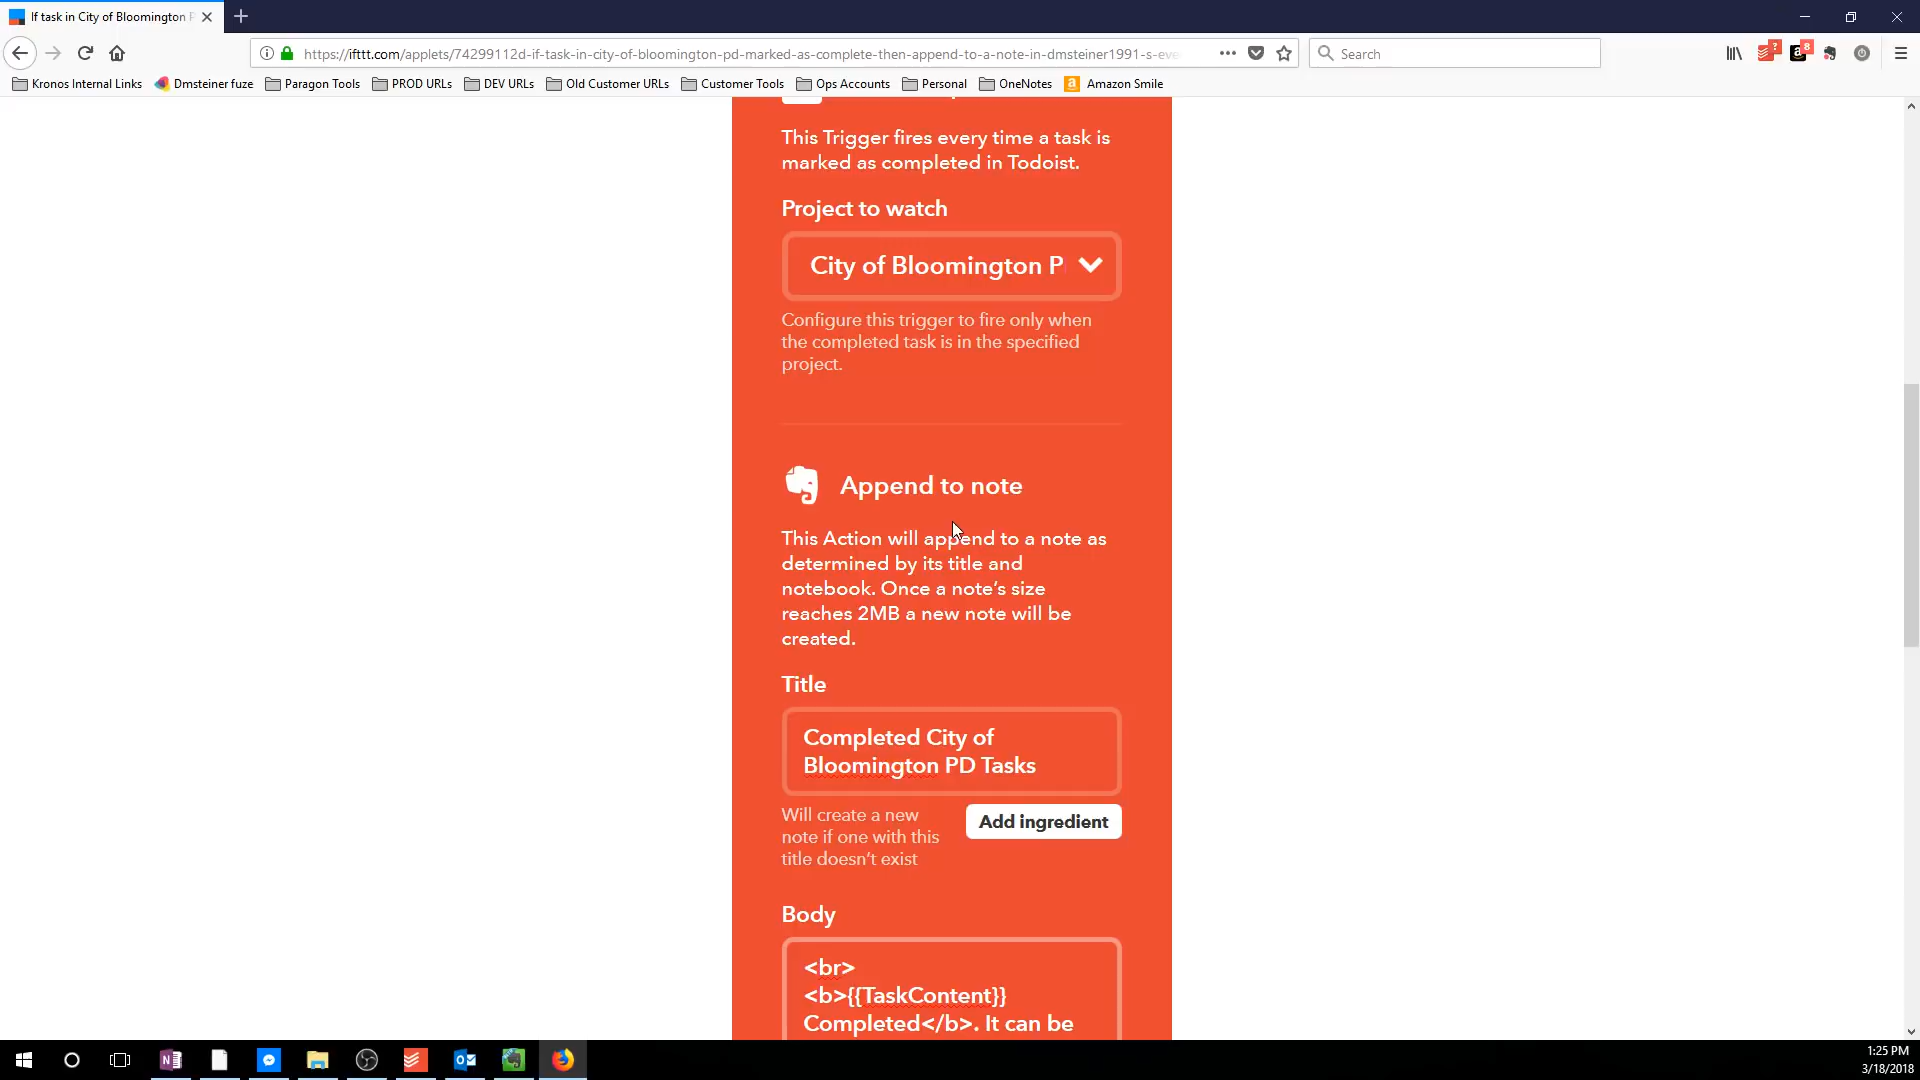 If task in City of Bloomington P
https://ifttt.com/applets/74299112d-if-task-in-city-of-bloomington-pd-marked-as-complete-then-append-to-a-note-in-dmsteiner1991-s-eve
Search
7
8
Kronos Internal Links
Dmsteiner fuze
Paragon Tools
PROD URLs
DEV URLs
Old Customer URLs
Customer Tools
Ops Accounts
Personal
OneNotes
Amazon Smile
This Trigger fires every time a task is
marked as completed in Todoist.
Project to watch
City of Bloomington P
Configure this trigger to fire only when
the completed task is in the specified
project.
Append to note
This Action will append to a note as
determined by its title and
notebook. Once a note’s size
reaches 2MB a new note will be
created.
Title
Completed City of
Bloomington PD Tasks
Will create a new
note if one with this
title doesn’t exist
Add ingredient
Body
<br>
<b>{{TaskContent}}
Completed</b>. It can be
1:25 PM
3/18/2018